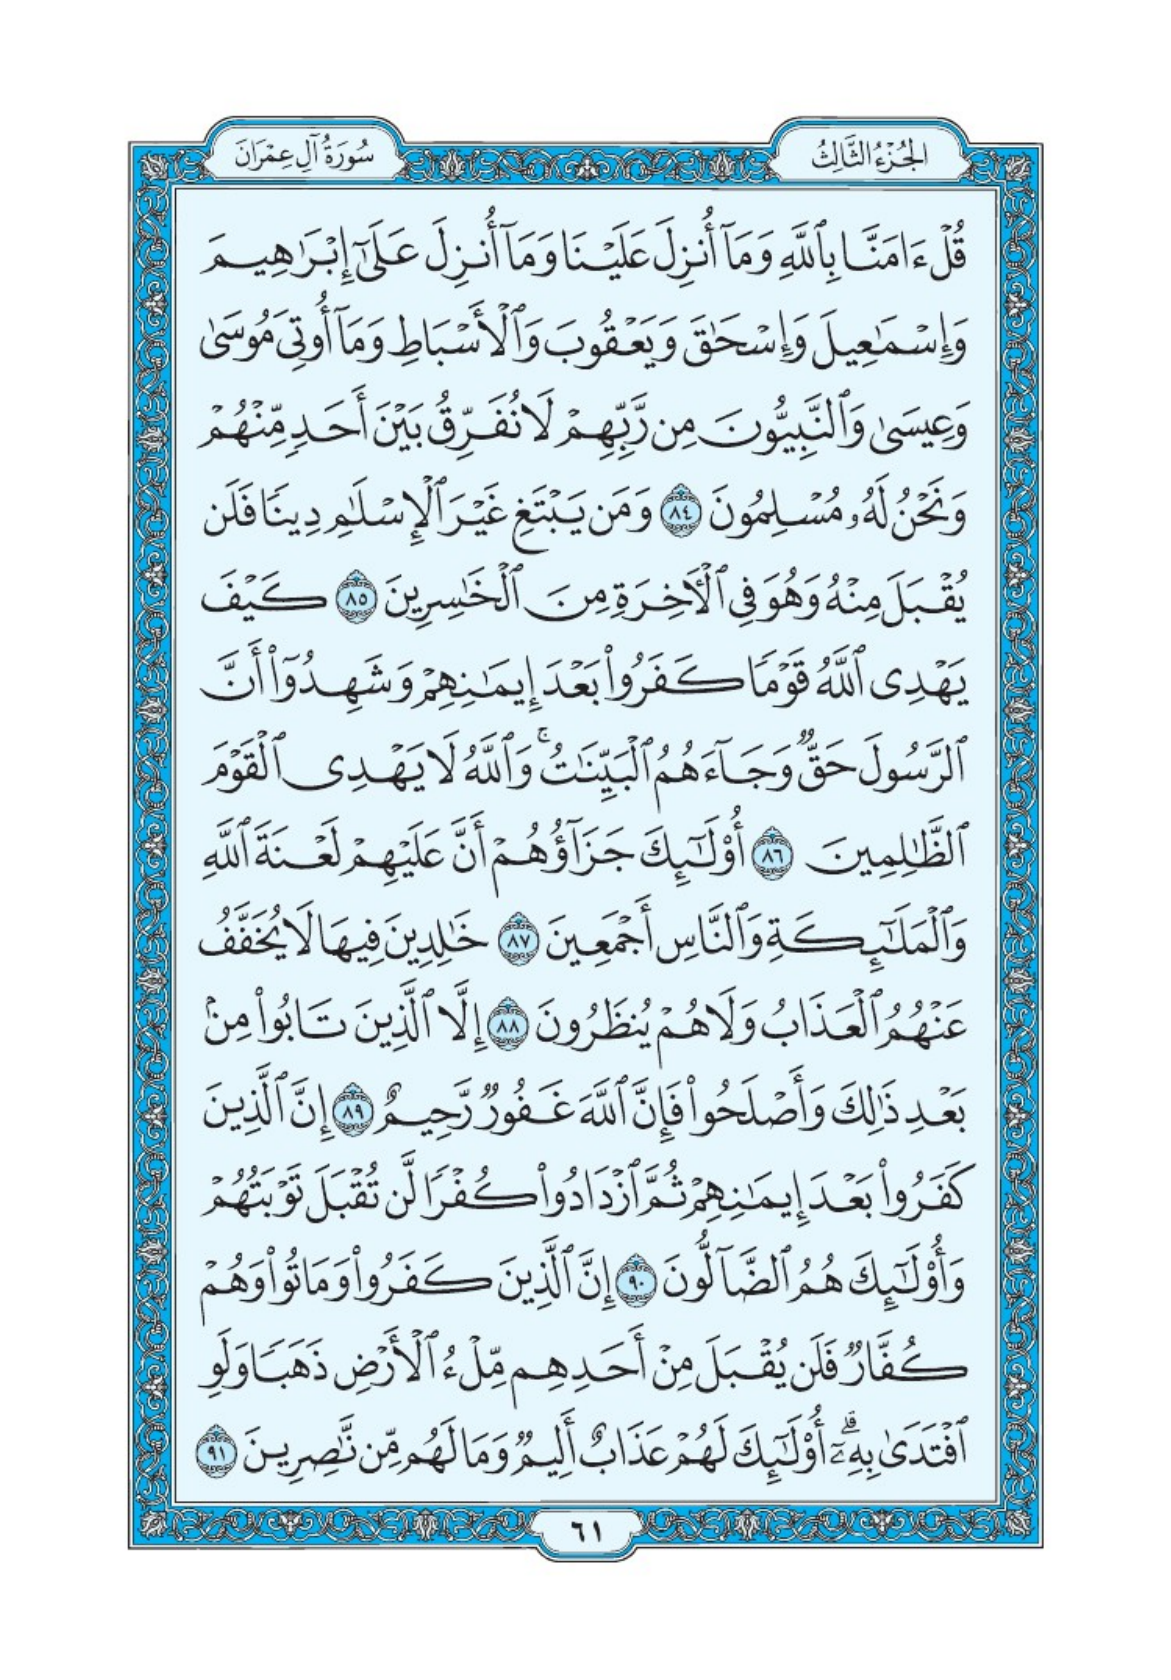 الجُزْءُ الثَّالِثُ
سُورَةُ آلِ عِمْرَانَ
قُلْ ءَامَنَّا بِٱللَّهِ وَمَآ أُنزِلَ عَلَيْنَا وَمَآ أُنزِلَ عَلَىٰٓ إِبْرَٰهِيمَ
وَإِسْمَٰعِيلَ وَإِسْحَٰقَ وَيَعْقُوبَ وَٱلْأَسْبَاطِ وَمَآ أُوتِىَ مُوسَىٰ
وَعِيسَىٰ وَٱلنَّبِيُّونَ مِن رَّبِّهِمْ لَا نُفَرِّقُ بَيْنَ أَحَدٍ مِّنْهُمْ
وَنَحْنُ لَهُۥ مُسْلِمُونَ ٨٤ وَمَن يَبْتَغِ غَيْرَ ٱلْإِسْلَٰمِ دِينًا فَلَن
يُقْبَلَ مِنْهُ وَهُوَ فِى ٱلْأَخِرَةِ مِنَ ٱلْخَٰسِرِينَ ٨٥ كَيْفَ
يَهْدِى ٱللَّهُ قَوْمًا كَفَرُوا۟ بَعْدَ إِيمَٰنِهِمْ وَشَهِدُوٓا۟ أَنَّ
ٱلرَّسُولَ حَقٌّ وَجَآءَهُمُ ٱلْبَيِّنَٰتُ ۚ وَٱللَّهُ لَا يَهْدِى ٱلْقَوْمَ
ٱلظَّٰلِمِينَ ٨٦ أُو۟لَٰٓئِكَ جَزَآؤُهُمْ أَنَّ عَلَيْهِمْ لَعْنَةَ ٱللَّهِ
وَٱلْمَلَٰٓئِكَةِ وَٱلنَّاسِ أَجْمَعِينَ ٨٧ خَٰلِدِينَ فِيهَا لَا يُخَفَّفُ
عَنْهُمُ ٱلْعَذَابُ وَلَا هُمْ يُنظَرُونَ ٨٨ إِلَّا ٱلَّذِينَ تَابُوا۟ مِنۢ
بَعْدِ ذَٰلِكَ وَأَصْلَحُوا۟ فَإِنَّ ٱللَّهَ غَفُورٌ رَّحِيمٌ ٨٩ إِنَّ ٱلَّذِينَ
كَفَرُوا۟ بَعْدَ إِيمَٰنِهِمْ ثُمَّ ٱزْدَادُوا۟ كُفْرًا لَّن تُقْبَلَ تَوْبَتُهُمْ
وَأُو۟لَٰٓئِكَ هُمُ ٱلضَّآلُّونَ ٩٠ إِنَّ ٱلَّذِينَ كَفَرُوا۟ وَمَاتُوا۟ وَهُمْ
كُفَّارٌ فَلَن يُقْبَلَ مِنْ أَحَدِهِم مِّلْءُ ٱلْأَرْضِ ذَهَبًا وَلَوِ
ٱفْتَدَىٰ بِهِۦٓ ۗ أُو۟لَٰٓئِكَ لَهُمْ عَذَابٌ أَلِيمٌ وَمَا لَهُم مِّن نَّٰصِرِينَ ٩١
٦١